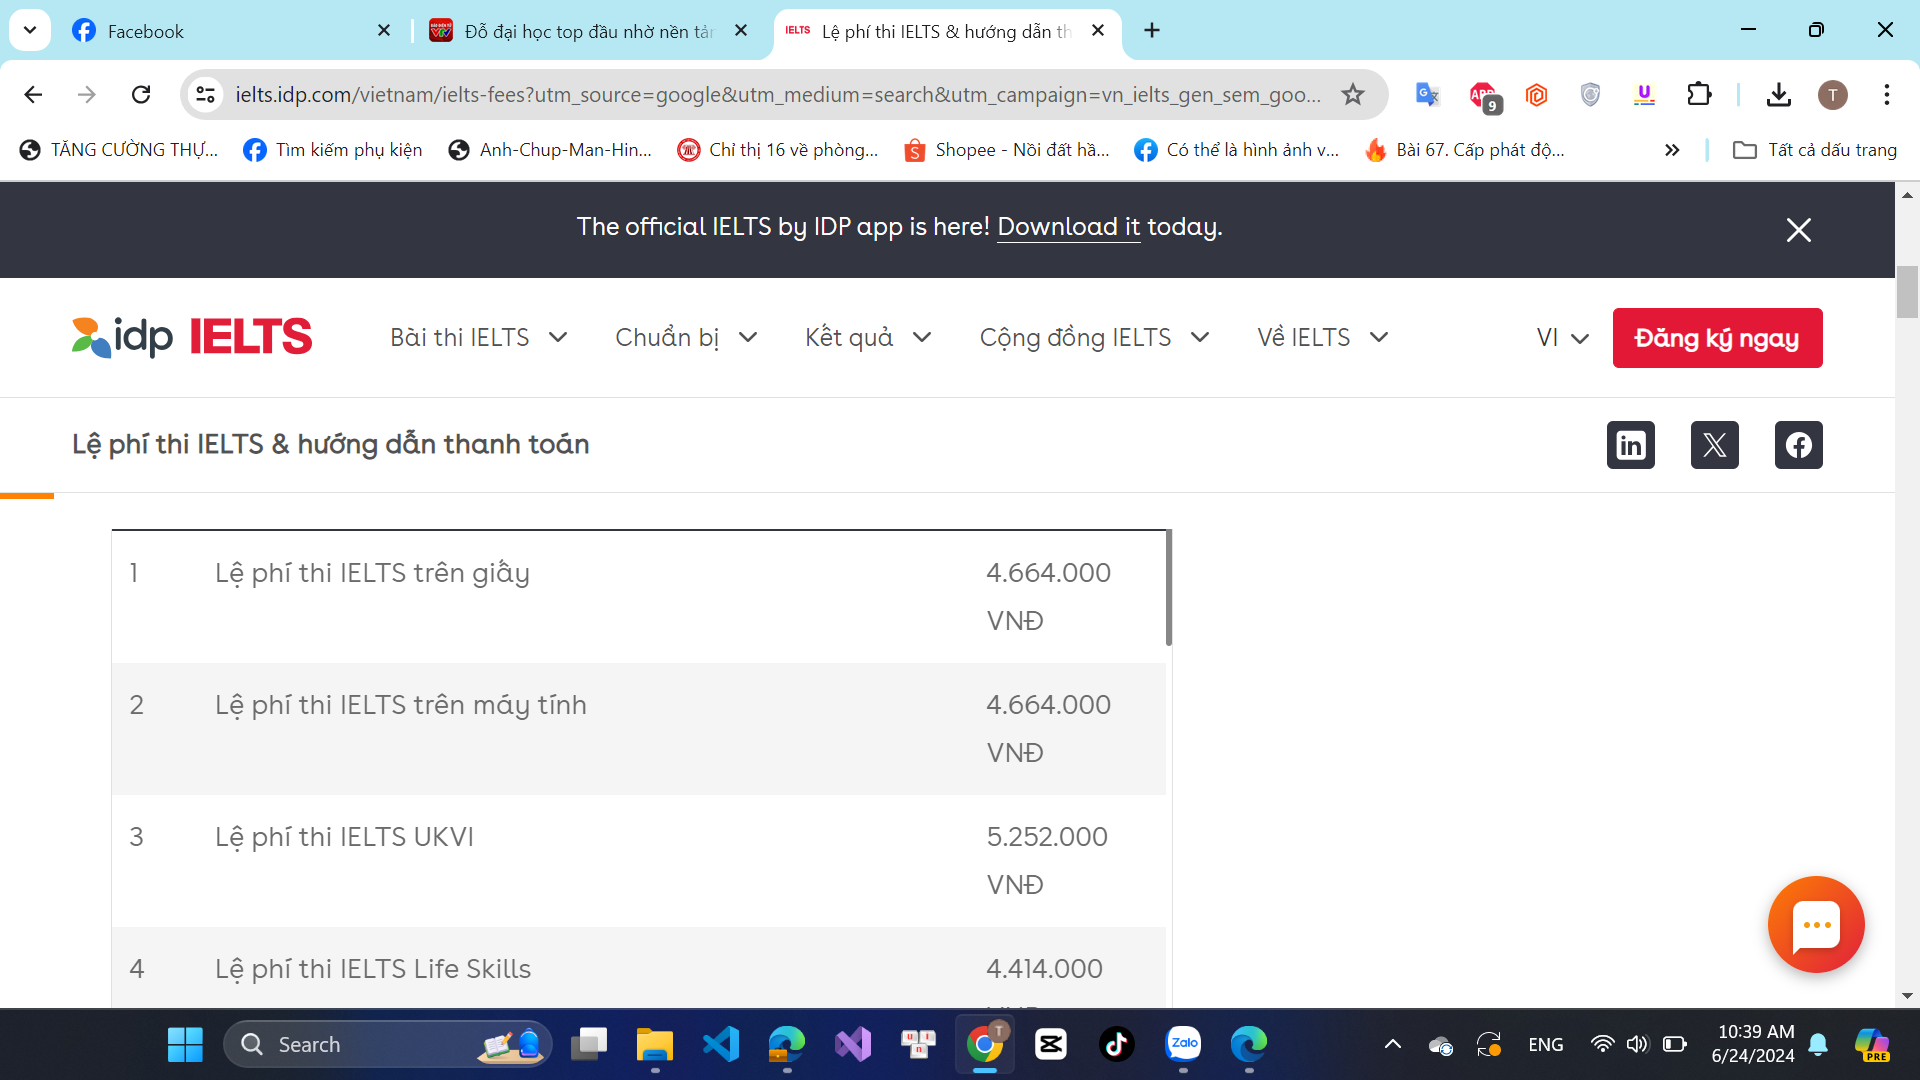 Facebook
Đỗ đại học top đầu nhờ nền tản
IELTS Lệ phí thi IELTS & hướng dẫn th
ielts.idp.com/vietnam/ielts-fees?utm_source=google&utm_medium=search&utm_campaign=vn_ielts_gen_sem_goo...
9
T
TĂNG CƯỜNG THỰ...
Tìm kiếm phụ kiện
Anh-Chup-Man-Hin...
Chỉ thị 16 về phòng...
Shopee - Nồi đất hầ...
Có thể là hình ảnh v...
Bài 67. Cấp phát độ...
Tất cả dấu trang
The official IELTS by IDP app is here! Download it today.
idp IELTS
Bài thi IELTS
Chuẩn bị
Kết quả
Cộng đồng IELTS
Về IELTS
VI
Đăng ký ngay
Lệ phí thi IELTS & hướng dẫn thanh toán
1 Lệ phí thi IELTS trên giấy 4.664.000
VNĐ
2 Lệ phí thi IELTS trên máy tính 4.664.000
VNĐ
3 Lệ phí thi IELTS UKVI 5.252.000
VNĐ
4 Lệ phí thi IELTS Life Skills 4.414.000
Search
Zalo
ENG
10:39 AM
6/24/2024
PRE